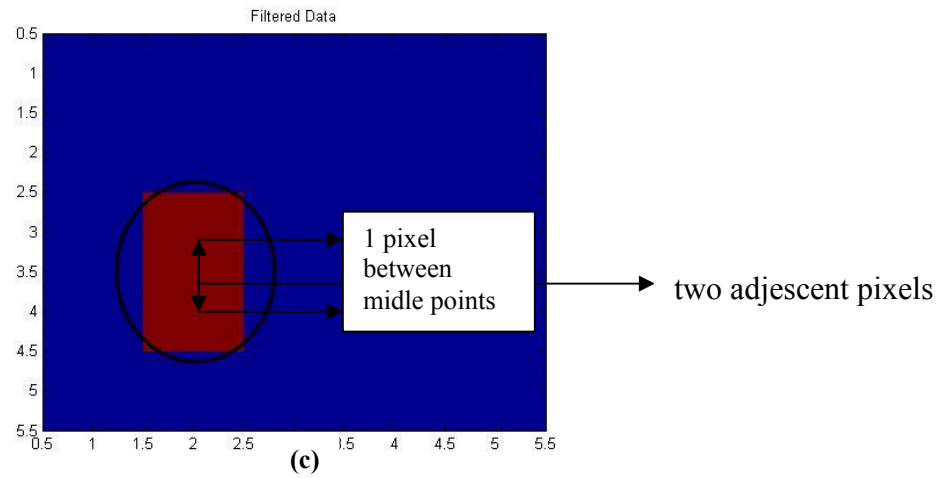 Filtered Data
0.5
1
1.5
2
2.5
3
3.5
4
4.5
5
5.5
1 pixel
between
midle points
two adjescent pixels
0.5 1 1.5 2 2.5 3.5 4 4.5 5 5.5
(c)